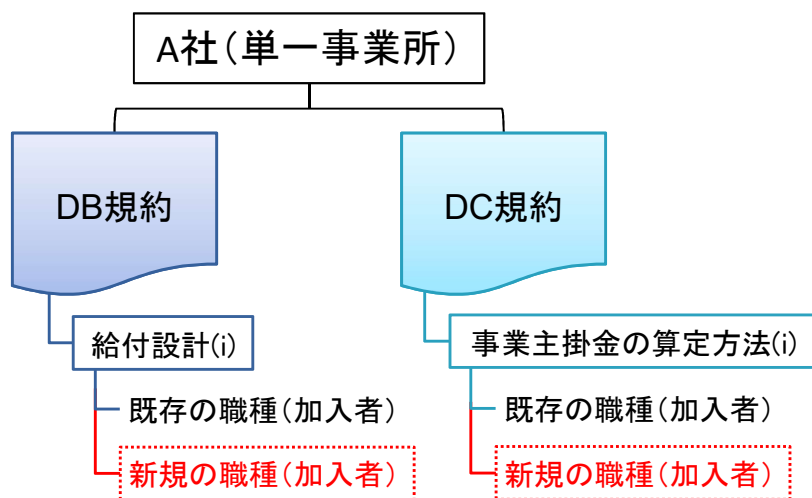 A社（単一事業所）
DB規約
DC規約
給付設計(i)
事業主掛金の算定方法(i)
既存の職種（加入者）
既存の職種（加入者）
新規の職種（加入者）
新規の職種（加入者）